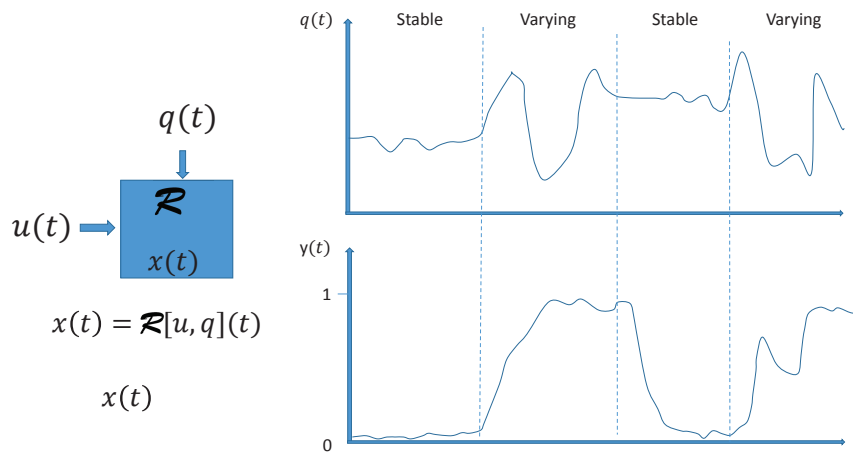 q(t)
u(t)
ℛ
x(t)
x(t) = ℛ[u, q](t)
x(t)
q(t) Stable Varying Stable Varying
y(t)
1
0